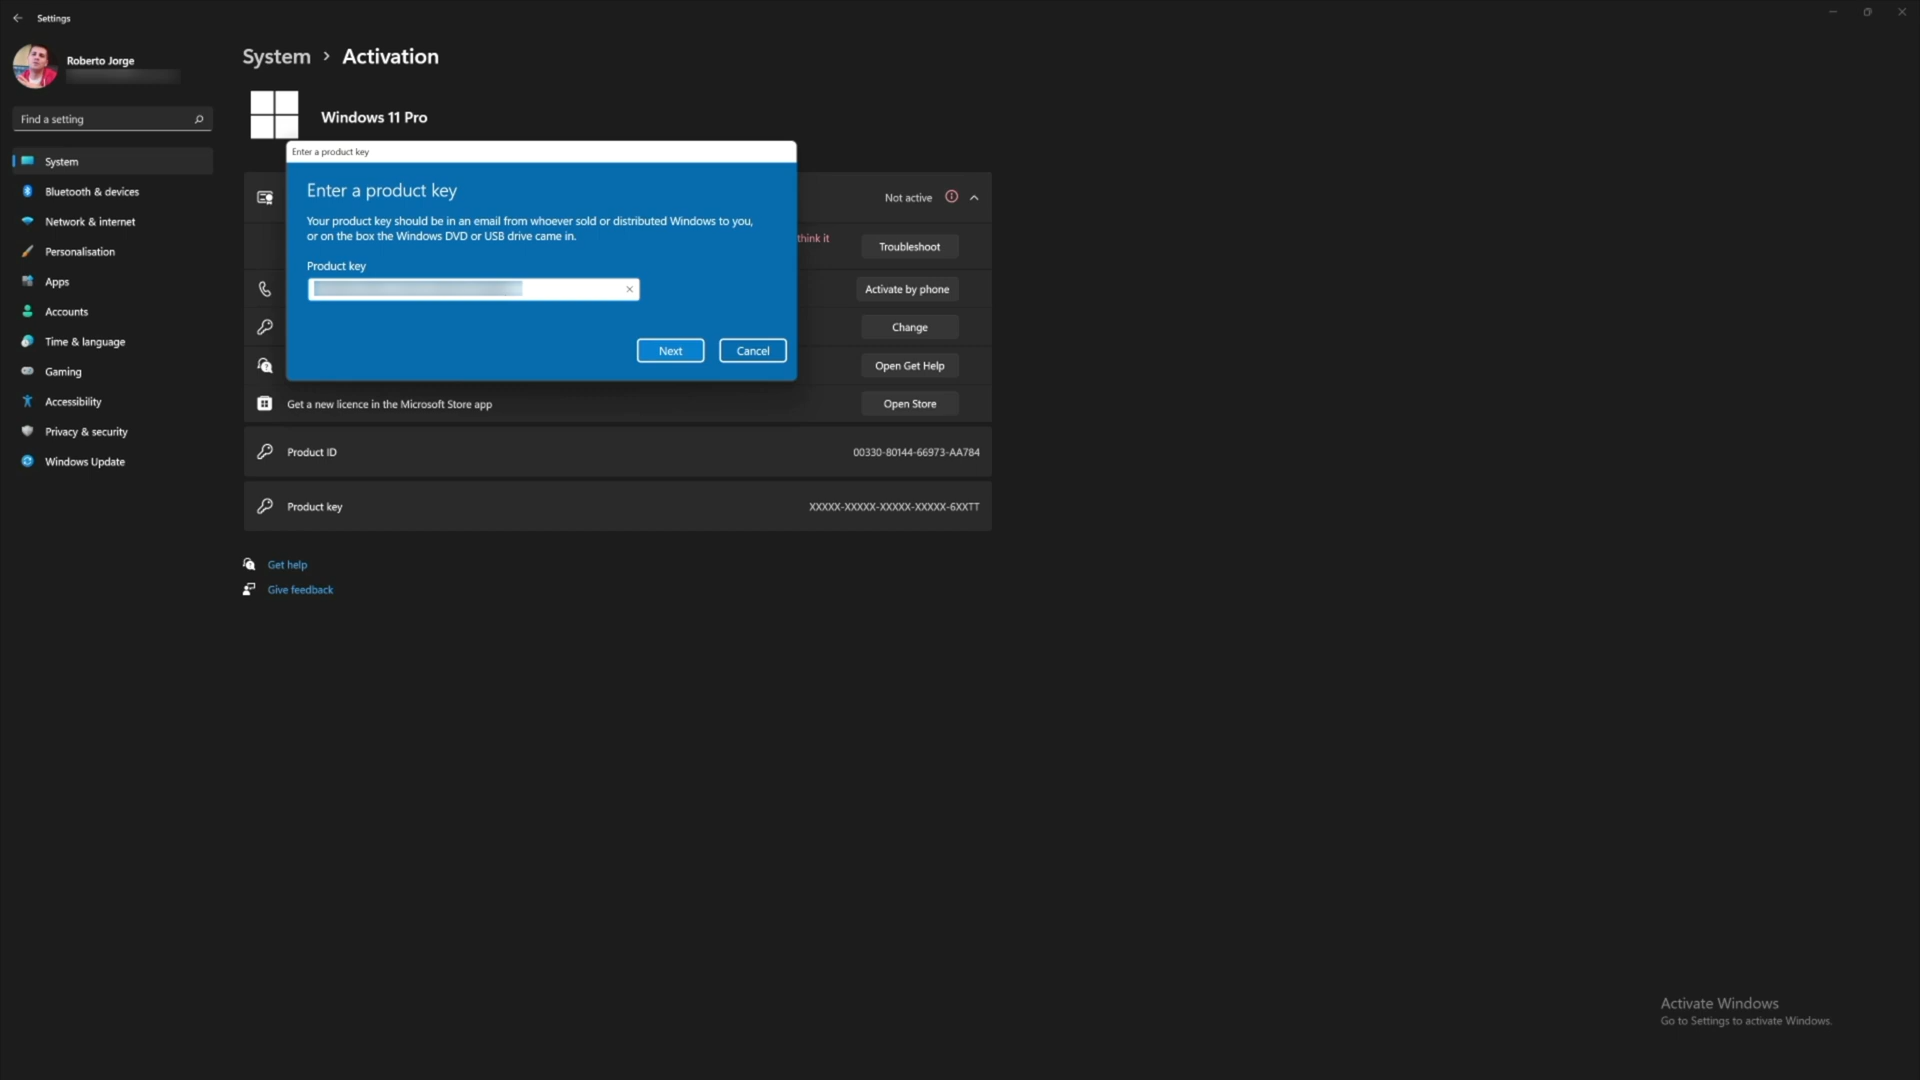 Settings
Roberto Jorge
Find a setting
System
Bluetooth & devices
Network & internet
Personalisation
Apps
Accounts
Time & language
Gaming
Accessibility
Privacy & security
Windows Update
System > Activation
Windows 11 Pro
Enter a product key
Enter a product key
Your product key should be in an email from whoever sold or distributed Windows to you,
or on the box the Windows DVD or USB drive came in.
Product key
Next
Cancel
Not active
think it
Troubleshoot
Activate by phone
Change
Open Get Help
Get a new licence in the Microsoft Store app
Open Store
Product ID
00330-80144-66973-AA784
Product key
XXXXX-XXXXX-XXXXX-XXXXX-6XXTT
Get help
Give feedback
Activate Windows
Go to Settings to activate Windows.